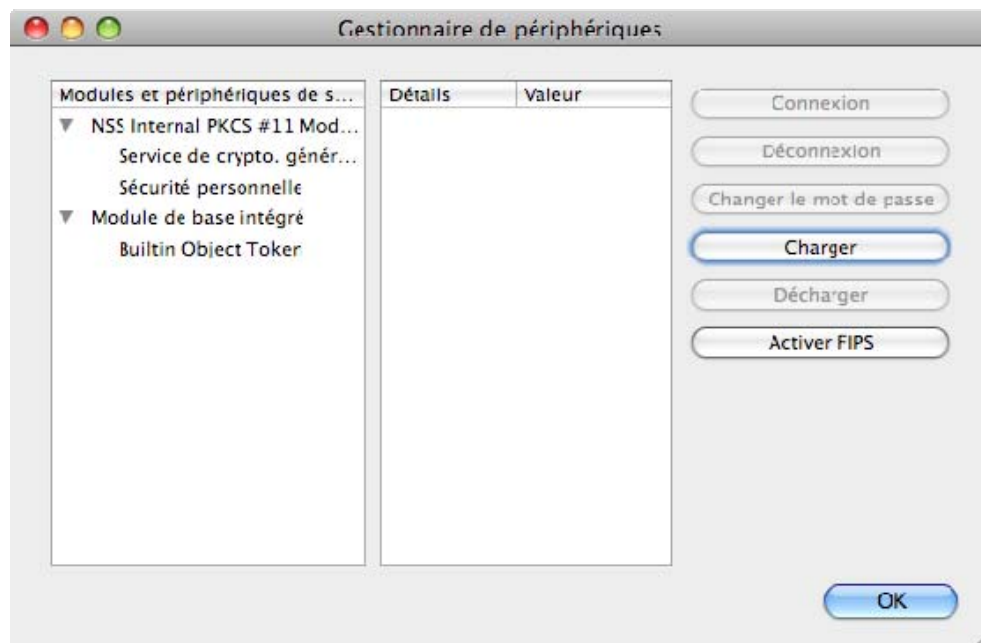 Gestionnaire de périphériques
Modules et périphériques de s...
NSS Internal PKCS #11 Mod...
Service de crypto. génér...
Sécurité personnelle
Module de base intégré
Builtin Object Token
Détails Valeur
Connexion
Déconnexion
Changer le mot de passe
Charger
Décharger
Activer FIPS
OK